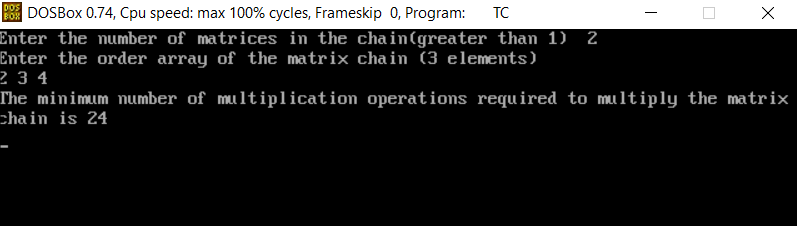 DOS BOX DOSBox 0.74, Cpu speed: max 100% cycles, Frameskip 0, Program: TC
Enter the number of matrices in the chain(greater than 1) 2
Enter the order array of the matrix chain (3 elements)
2 3 4
The minimum number of multiplication operations required to multiply the matrix
chain is 24
_